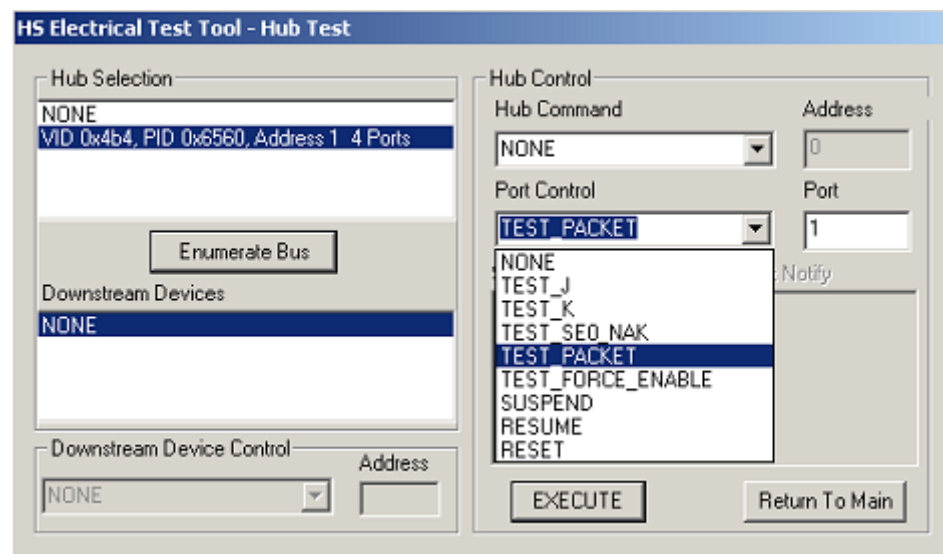 HS Electrical Test Tool - Hub Test
Hub Selection
NONE
VID 0x4b4, PID 0x6560, Address 1 4 Ports
Enumerate Bus
Downstream Devices
NONE
Downstream Device Control
Address
NONE
Hub Control
Hub Command
Address
NONE
0
Port Control
Port
TEST_PACKET
1
NONE
TEST_J
TEST_K
TEST_SE0_NAK
TEST_PACKET
TEST_FORCE_ENABLE
SUSPEND
RESUME
RESET
Notify
EXECUTE
Return To Main